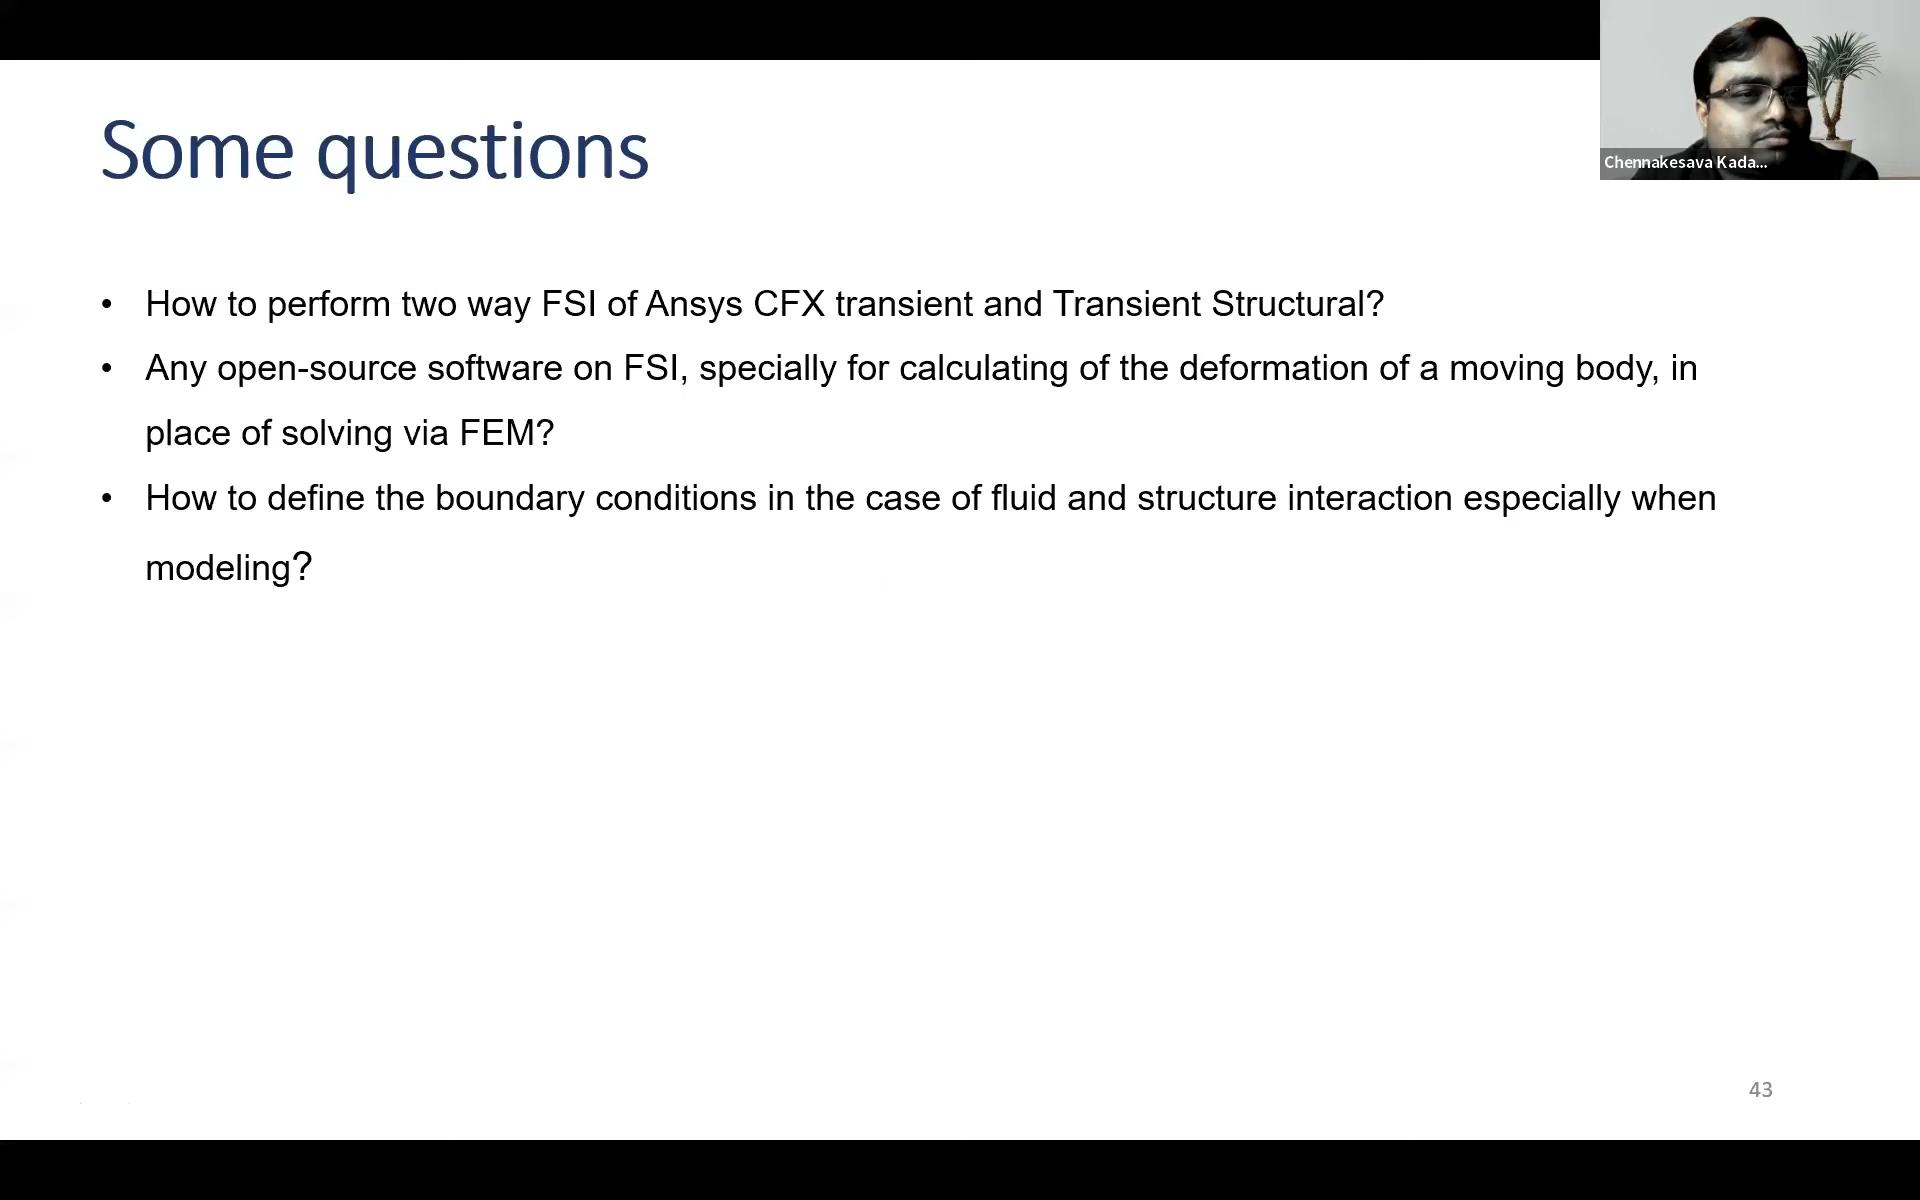 Some questions
Chennakesava Kada...
• How to perform two way FSI of Ansys CFX transient and Transient Structural?
• Any open-source software on FSI, specially for calculating of the deformation of a moving body, in
place of solving via FEM?
• How to define the boundary conditions in the case of fluid and structure interaction especially when
modeling?
43